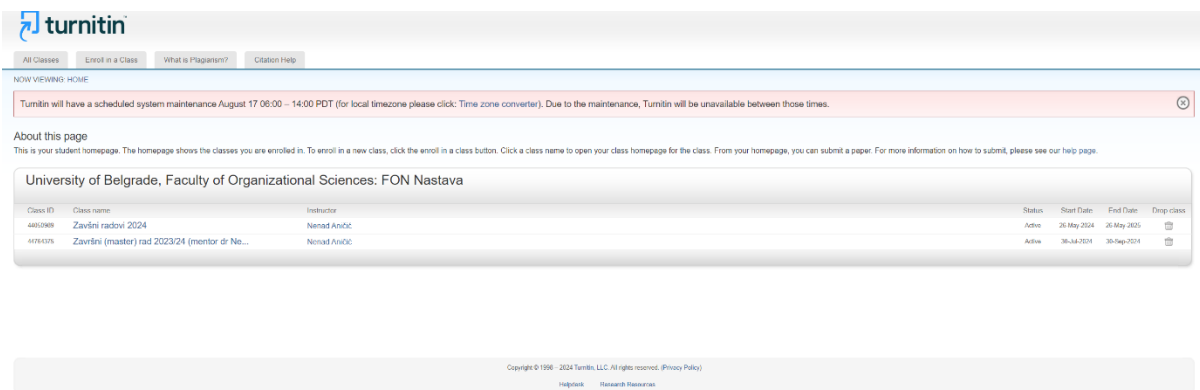 turnitin
All Classes Enroll in a Class What is Plagiarism? Citation Help
NOW VIEWING: HOME
Turnitin will have a scheduled system maintenance August 17 06:00 – 14:00 PDT (for local timezone please click: Time zone converter). Due to the maintenance, Turnitin will be unavailable between those times.
About this page
This is your student homepage. The homepage shows the classes you are enrolled in. To enroll in a new class, click the enroll in a class button. Click a class name to open your class homepage for the class. From your homepage, you can submit a paper. For more information on how to submit, please see our help page.
University of Belgrade, Faculty of Organizational Sciences: FON Nastava
Class ID Class name Instructor Status Start Date End Date Drop class
44050989 Zavšni radovi 2024 Nenad Aničić Active 26-May-2024 26-May-2025
44764376 Završni (master) rad 2023/24 (mentor dr Ne... Nenad Aničić Active 30-Jul-2024 30-Sep-2024
Copyright © 1998 – 2024 Turnitin, LLC. All rights reserved. (Privacy Policy)
Helpdesk Research Resources